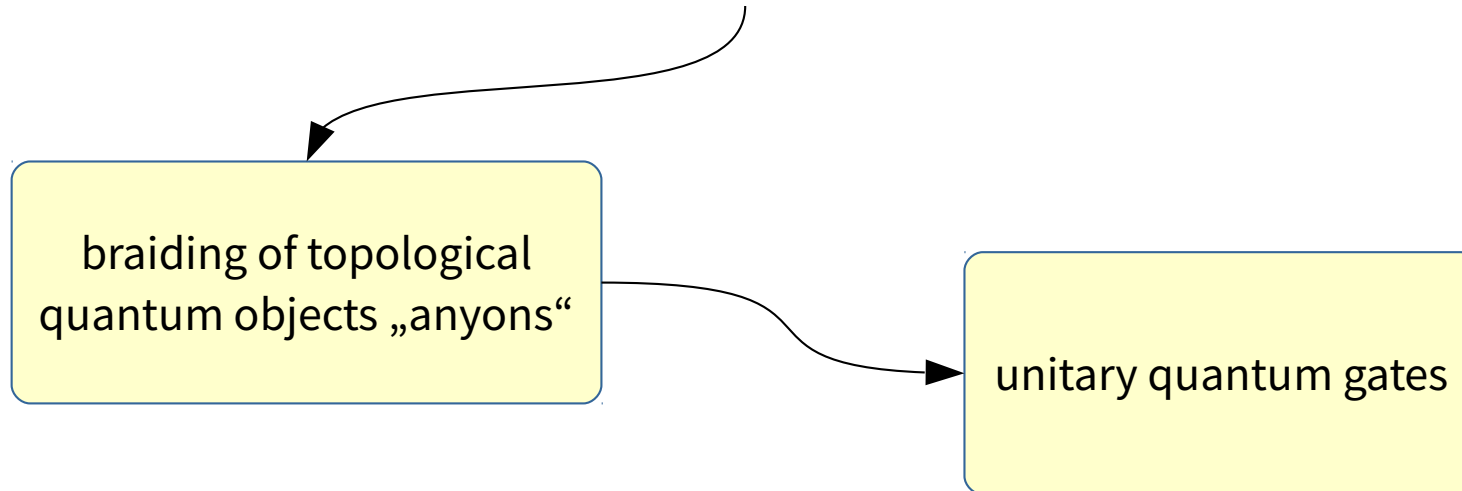 braiding of topological
quantum objects „anyons“
unitary quantum gates